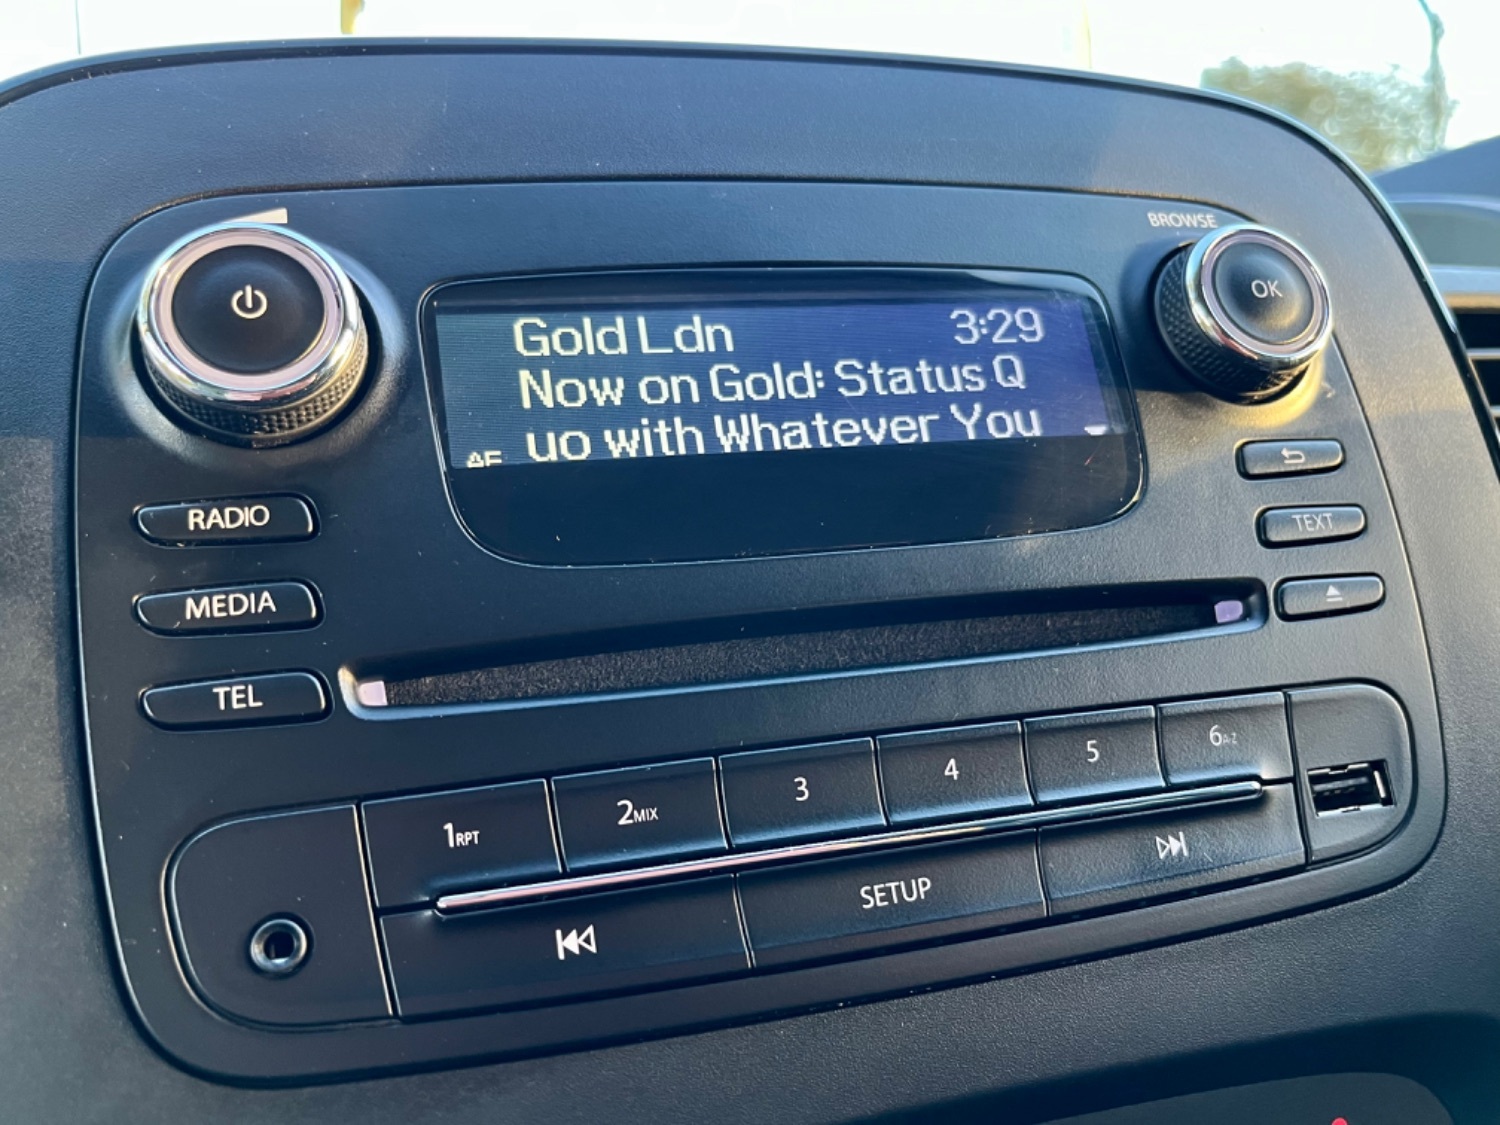 BROWSE
OK
Gold Ldn 3:29
Now on Gold: Status Q
uo with Whatever You
AF
RADIO
MEDIA
TEL
TEXT
1RPT
2MIX
3
4
5
6A-Z
SETUP